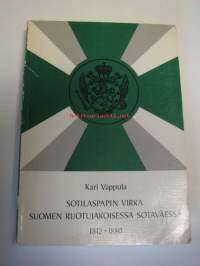 Kari Vappula
SOTILASPAPIN VIRKA
SUOMEN RUOTUJAKOISESSA SOTAVÄESSÄ
1812 - 1880